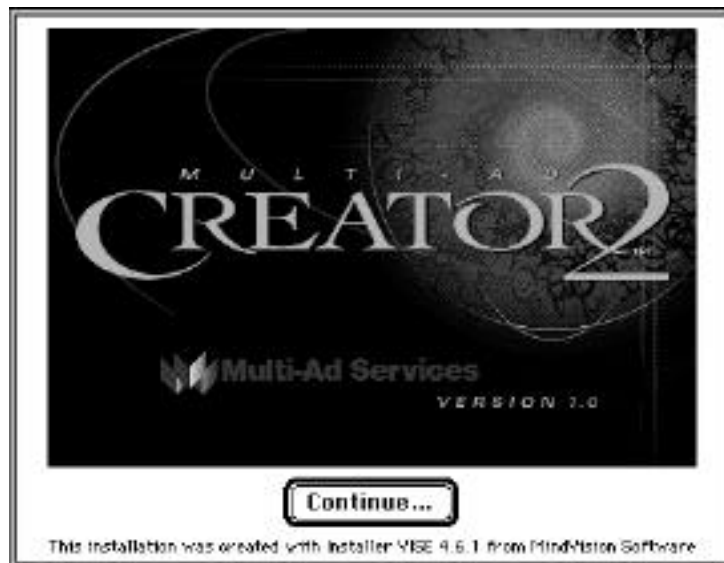 MULTI-AD
CREATOR2
Multi-Ad Services
VERSION 1.0
Continue...
This installation was created with Installer VISE 4.6.1 from MindVision Software